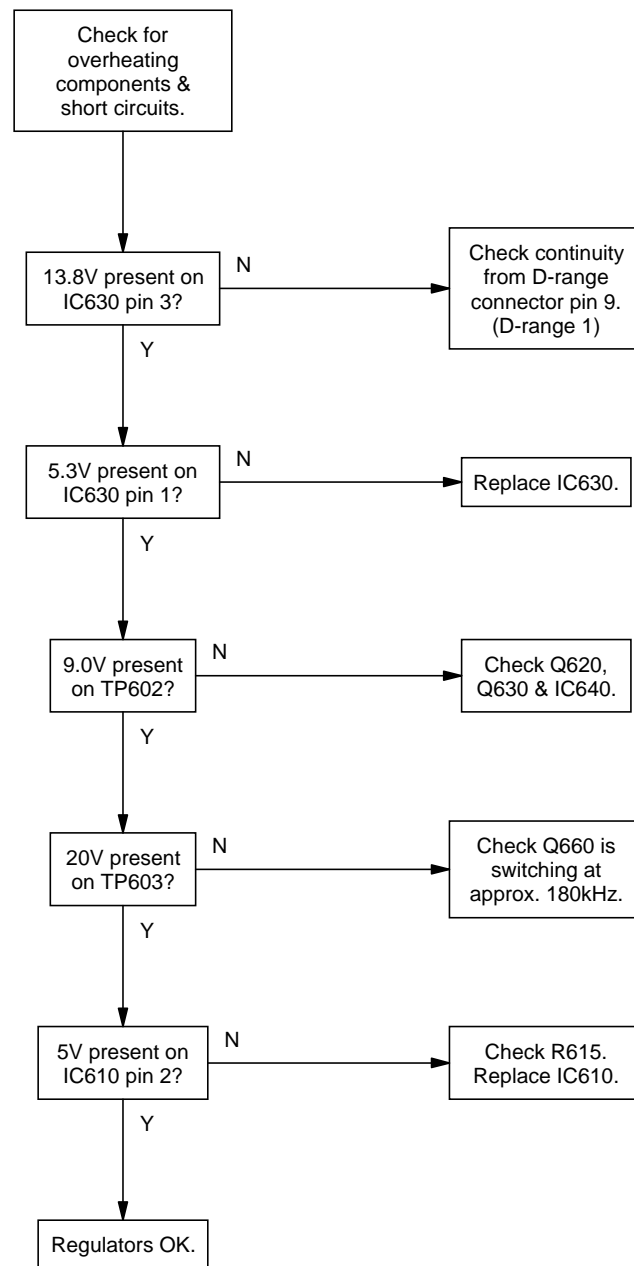 Check for
overheating
components &
short circuits.
13.8V present on
IC630 pin 3?
N
Check continuity
from D-range
connector pin 9.
(D-range 1)
Y
5.3V present on
IC630 pin 1?
N
Replace IC630.
Y
9.0V present
on TP602?
N
Check Q620,
Q630 & IC640.
Y
20V present
on TP603?
N
Check Q660 is
switching at
approx. 180kHz.
Y
5V present on
IC610 pin 2?
N
Check R615.
Replace IC610.
Y
Regulators OK.